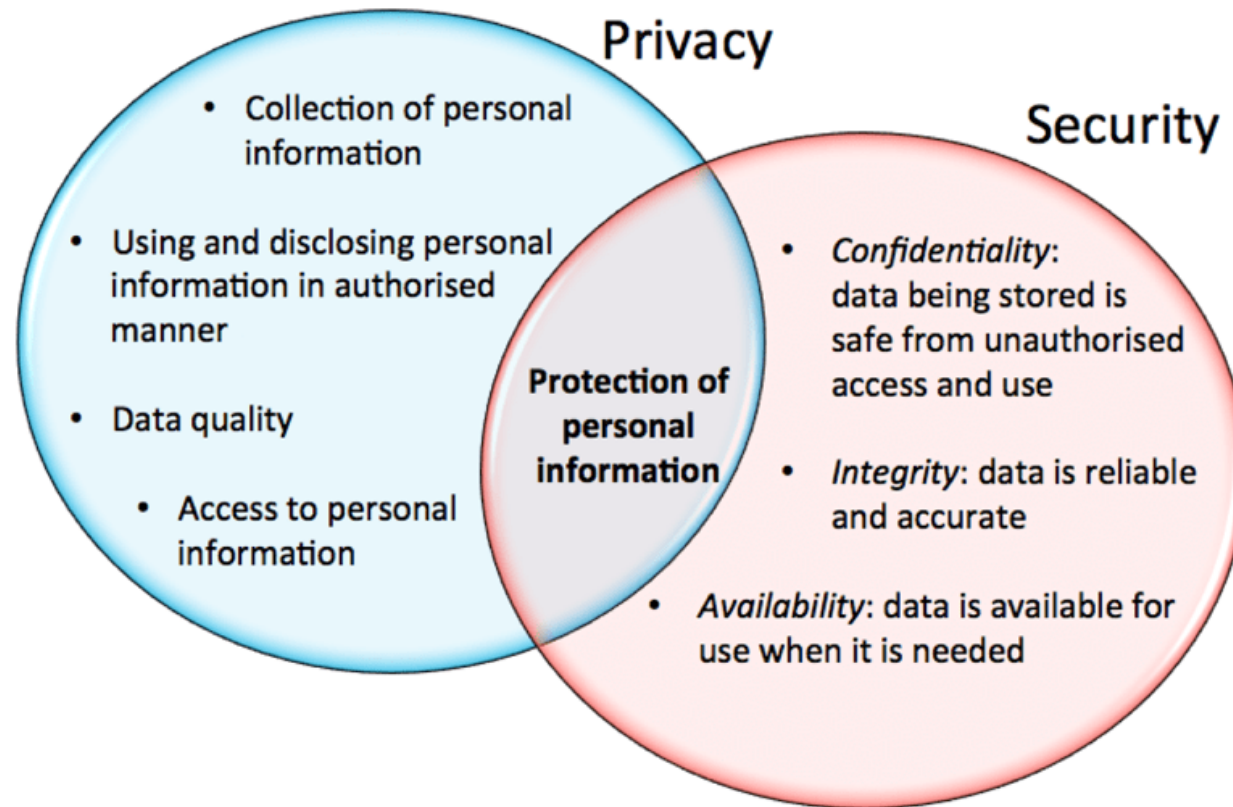 Privacy
• Collection of personal
information
• Using and disclosing personal
information in authorised
manner
• Data quality
• Access to personal
information
Protection of
personal
information
Security
• Confidentiality:
data being stored is
safe from unauthorised
access and use
• Integrity: data is reliable
and accurate
• Availability: data is available for
use when it is needed